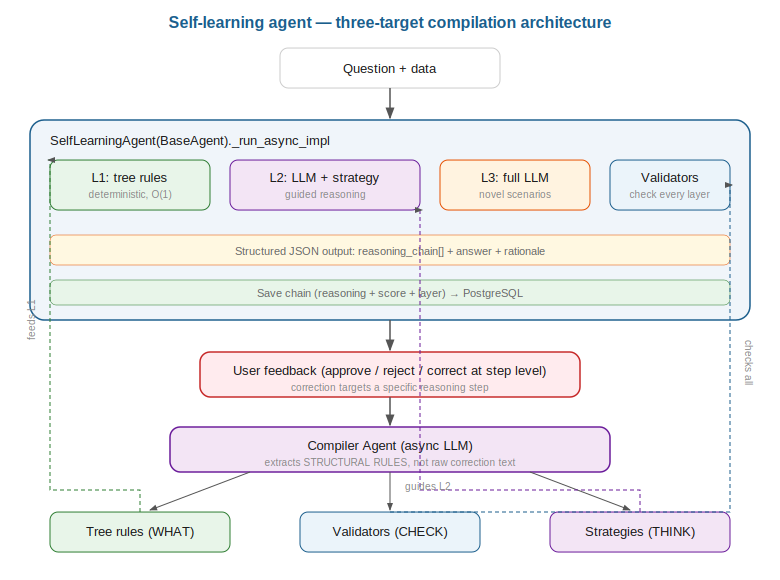 Self-learning agent — three-target compilation architecture
Question + data
SelfLearningAgent(BaseAgent)._run_async_impl
L1: tree rules
deterministic, O(1)
L2: LLM + strategy
guided reasoning
L3: full LLM
novel scenarios
Validators
check every layer
Structured JSON output: reasoning_chain[] + answer + rationale
Save chain (reasoning + score + layer) → PostgreSQL
feeds L1
checks all
User feedback (approve / reject / correct at step level)
correction targets a specific reasoning step
Compiler Agent (async LLM)
extracts STRUCTURAL RULES, not raw correction text
guides L2
Tree rules (WHAT)
Validators (CHECK)
Strategies (THINK)